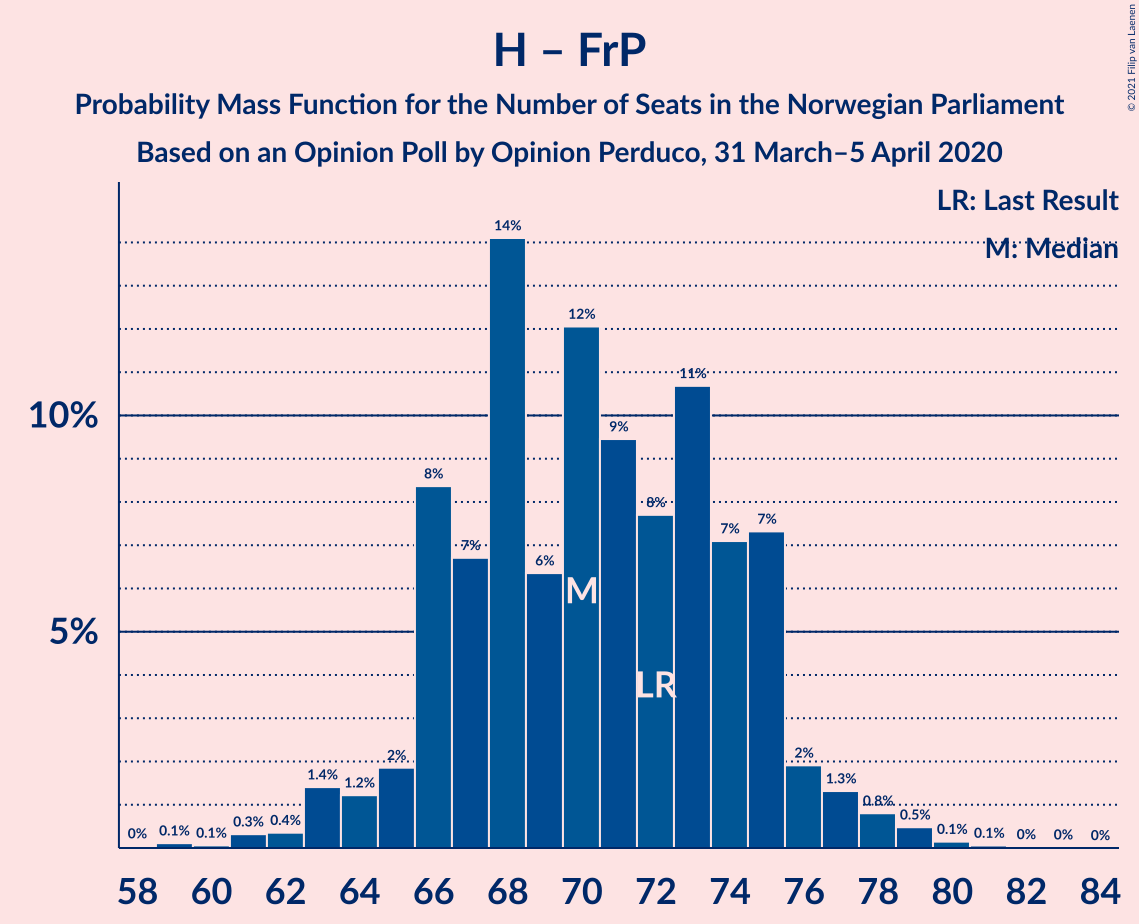 H – FrP
Probability Mass Function for the Number of Seats in the Norwegian Parliament
Based on an Opinion Poll by Opinion Perduco, 31 March–5 April 2020
© 2021 Filip van Laenen
LR: Last Result
M: Median
10%
5%
0% 0.1% 0.1% 0.3% 0.4% 1.4% 1.2% 2% 8% 7% 14% 6% 12% 9% 8% 11% 7% 7% 2% 1.3% 0.8% 0.5% 0.1% 0.1% 0% 0% 0%
M
LR
58 60 62 64 66 68 70 72 74 76 78 80 82 84